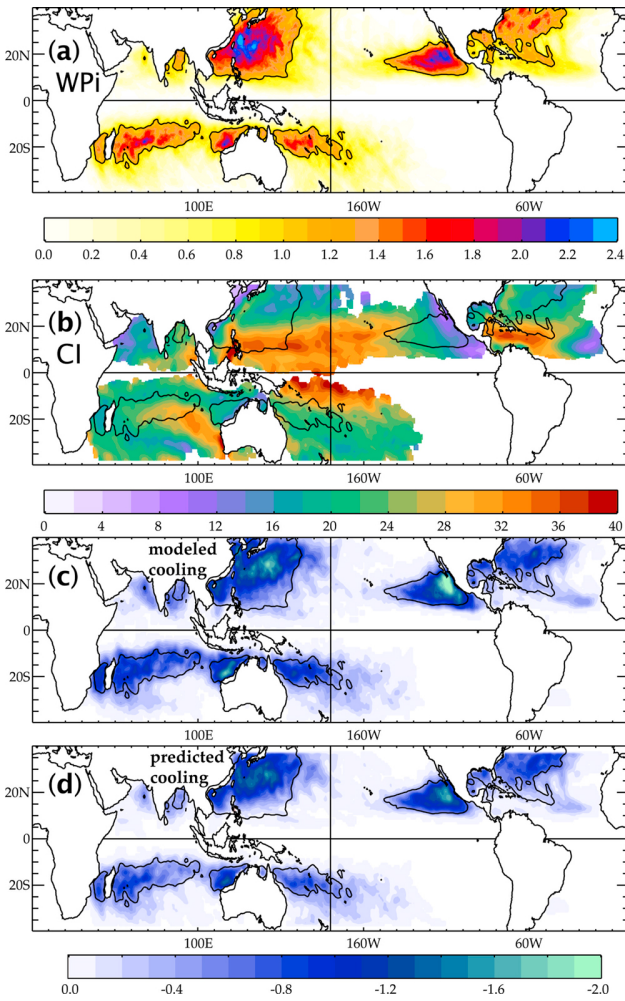 (a)
WPi
20N
0
20S
100E 160W 60W
0.0 0.2 0.4 0.6 0.8 1.0 1.2 1.4 1.6 1.8 2.0 2.2 2.4
(b)
CI
20N
0
20S
100E 160W 60W
0 4 8 12 16 20 24 28 32 36 40
modeled
cooling
(c)
20N
0
20S
100E 160W 60W
predicted
cooling
(d)
20N
0
20S
100E 160W 60W
0.0 -0.4 -0.8 -1.2 -1.6 -2.0